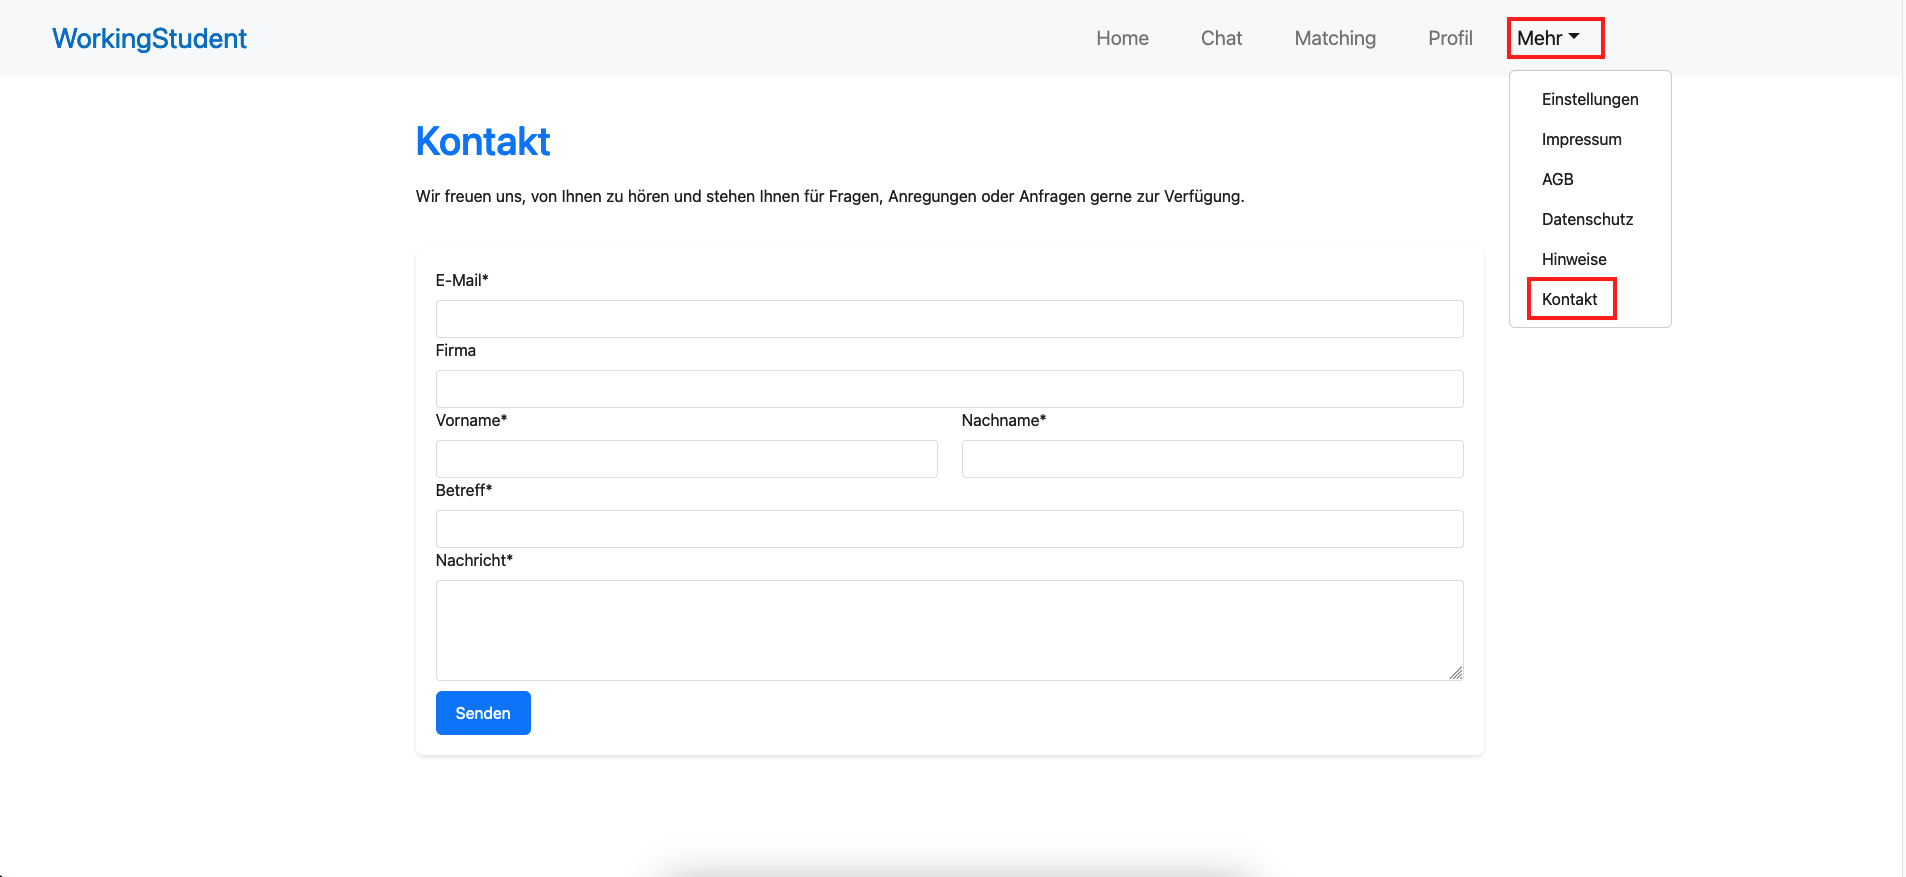 WorkingStudent
Home Chat Matching Profil Mehr
Einstellungen
Impressum
AGB
Datenschutz
Hinweise
Kontakt
Kontakt
Wir freuen uns, von Ihnen zu hören und stehen Ihnen für Fragen, Anregungen oder Anfragen gerne zur Verfügung.
E-Mail*
Firma
Vorname* Nachname*
Betreff*
Nachricht*
Senden